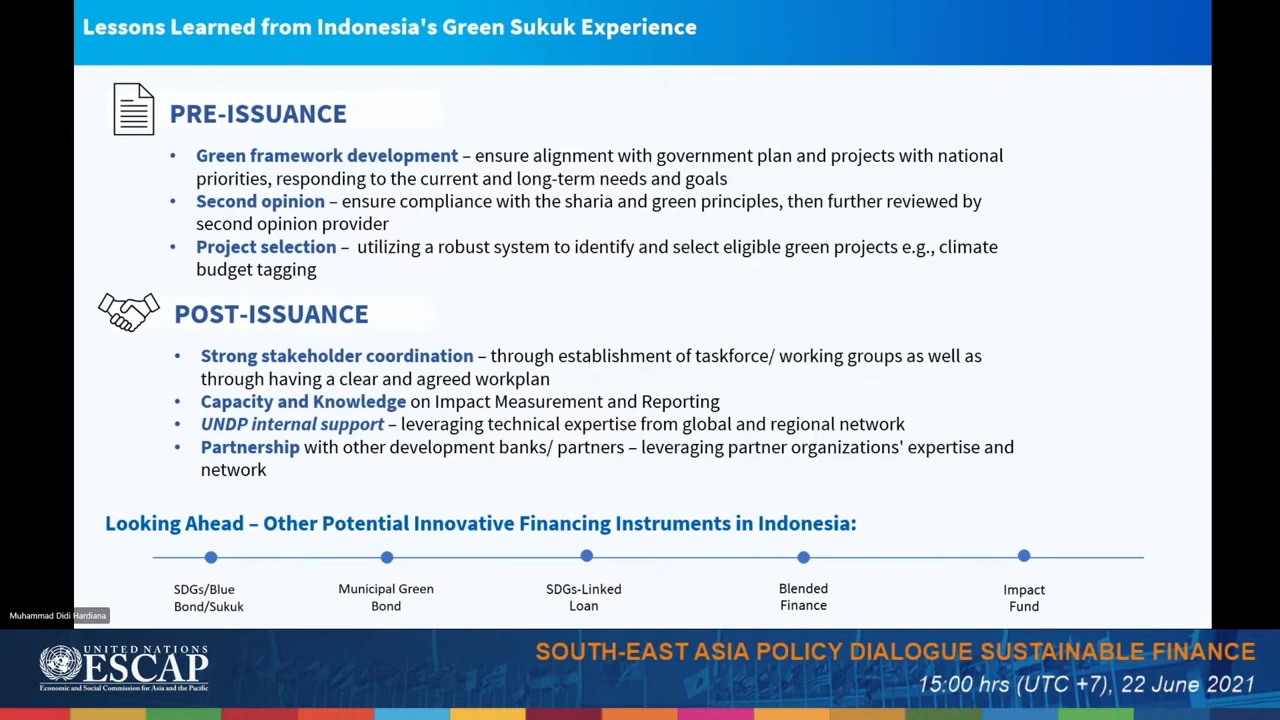 Lessons Learned from Indonesia's Green Sukuk Experience
PRE-ISSUANCE
• Green framework development – ensure alignment with government plan and projects with national
priorities, responding to the current and long-term needs and goals
• Second opinion – ensure compliance with the sharia and green principles, then further reviewed by
second opinion provider
• Project selection – utilizing a robust system to identify and select eligible green projects e.g., climate
budget tagging
POST-ISSUANCE
• Strong stakeholder coordination – through establishment of taskforce/ working groups as well as
through having a clear and agreed workplan
• Capacity and Knowledge on Impact Measurement and Reporting
• UNDP internal support – leveraging technical expertise from global and regional network
• Partnership with other development banks/ partners – leveraging partner organizations' expertise and
network
Looking Ahead – Other Potential Innovative Financing Instruments in Indonesia:
SDGs/Blue
Bond/Sukuk
Municipal Green
Bond
SDGs-Linked
Loan
Blended
Finance
Impact
Fund
Muhammad Didi Hardiana
UNITED NATIONS
ESCAP
Economic and Social Commission for Asia and the Pacific
SOUTH-EAST ASIA POLICY DIALOGUE SUSTAINABLE FINANCE
15:00 hrs (UTC +7), 22 June 2021